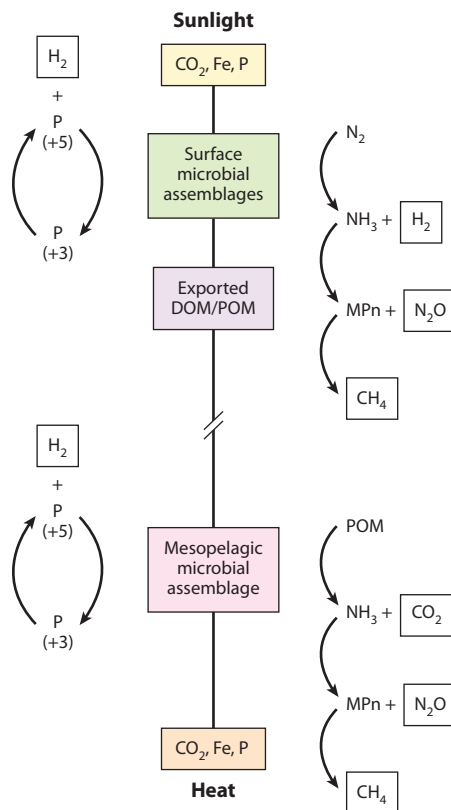 Sunlight
CO₂, Fe, P
H₂
+
P
(+5)
P
(+3)
Surface
microbial
assemblages
N₂
NH₃ + H₂
MPn + N₂O
CH₄
Exported
DOM/POM
H₂
+
P
(+5)
P
(+3)
Mesopelagic
microbial
assemblage
POM
NH₃ + CO₂
MPn + N₂O
CH₄
CO₂, Fe, P
Heat